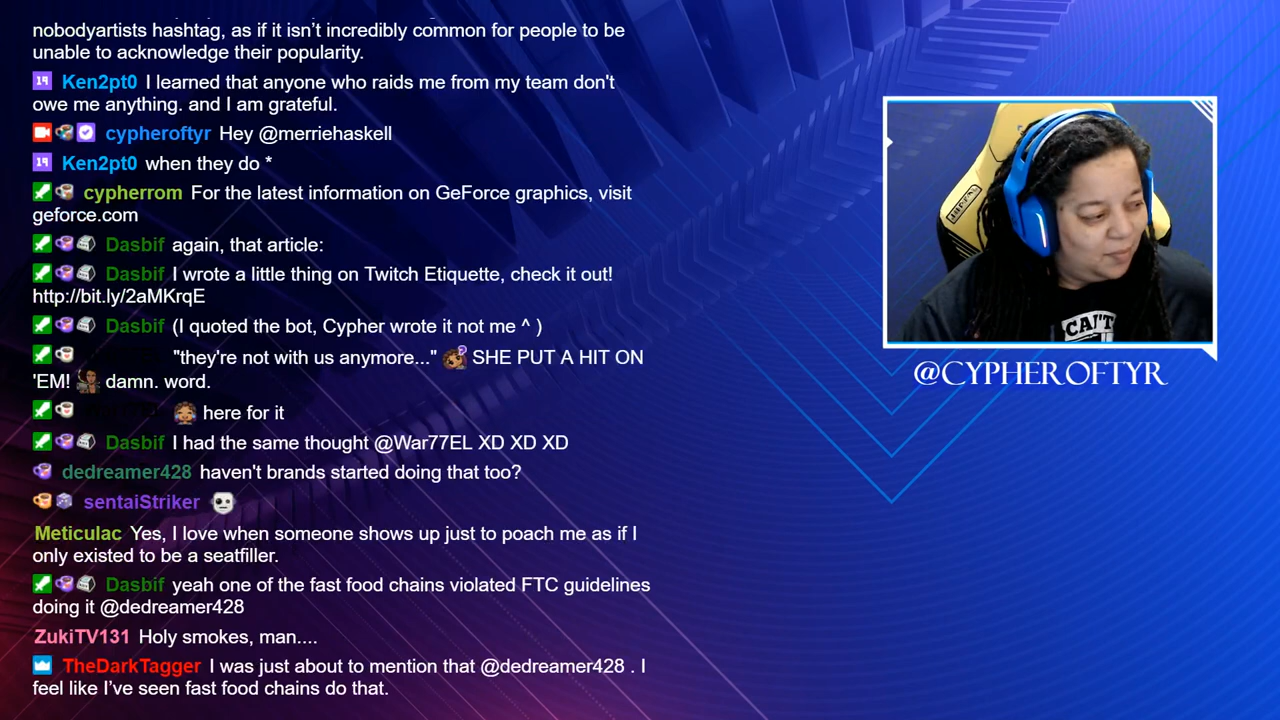 nobodyartists hashtag, as if it isn't incredibly common for people to be
unable to acknowledge their popularity.
19 Ken2pt0 I learned that anyone who raids me from my team don't
owe me anything. and I am grateful.
cypheroftyr Hey @merriehaskell
19 Ken2pt0 when they do *
cypherrom For the latest information on GeForce graphics, visit
geforce.com
Dasbif again, that article:
Dasbif I wrote a little thing on Twitch Etiquette, check it out!
http://bit.ly/2aMKrqE
Dasbif (I quoted the bot, Cypher wrote it not me ^ )
"they're not with us anymore..." SHE PUT A HIT ON
'EM! damn. word.
here for it
Dasbif I had the same thought @War77EL XD XD XD
dedreamer428 haven't brands started doing that too?
sentaiStriker
Meticulac Yes, I love when someone shows up just to poach me as if I
only existed to be a seatfiller.
Dasbif yeah one of the fast food chains violated FTC guidelines
doing it @dedreamer428
ZukiTV131 Holy smokes, man....
TheDarkTagger I was just about to mention that @dedreamer428 . I
feel like I've seen fast food chains do that.
CAN'T
@CYPHEROFTYR